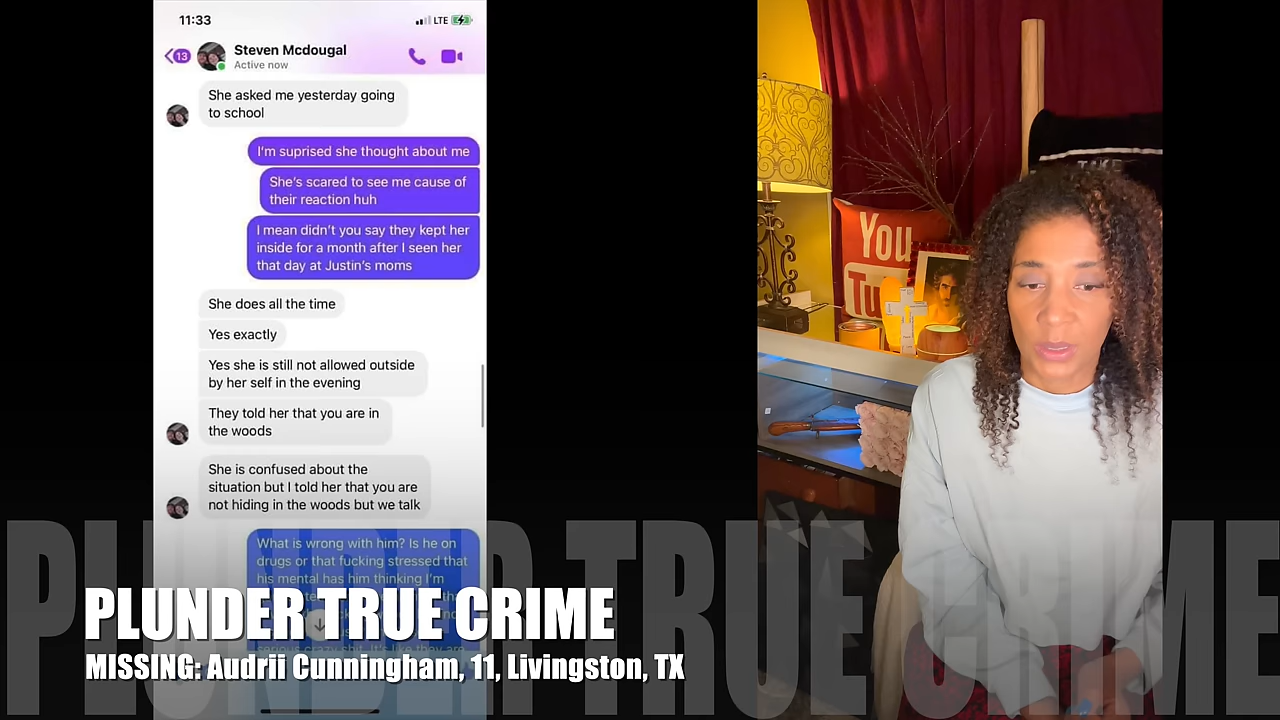 11:33
LTE
13
Steven Mcdougal
Active now
She asked me yesterday going
to school
I'm suprised she thought about me
She's scared to see me cause of
their reaction huh
I mean didn't you say they kept her
inside for a month after I seen her
that day at Justin's moms
She does all the time
Yes exactly
Yes she is still not allowed outside
by her self in the evening
They told her that you are in
the woods
She is confused about the
situation but I told her that you are
not hiding in the woods but we talk
What is wrong with him? Is he on
drugs or that fucking stressed that
his mental has him thinking I'm
You
PLUNDER TRUE CRIME
PLUNDER TRUE CRIME
MISSING: Audrii Cunningham, 11, Livingston, TX